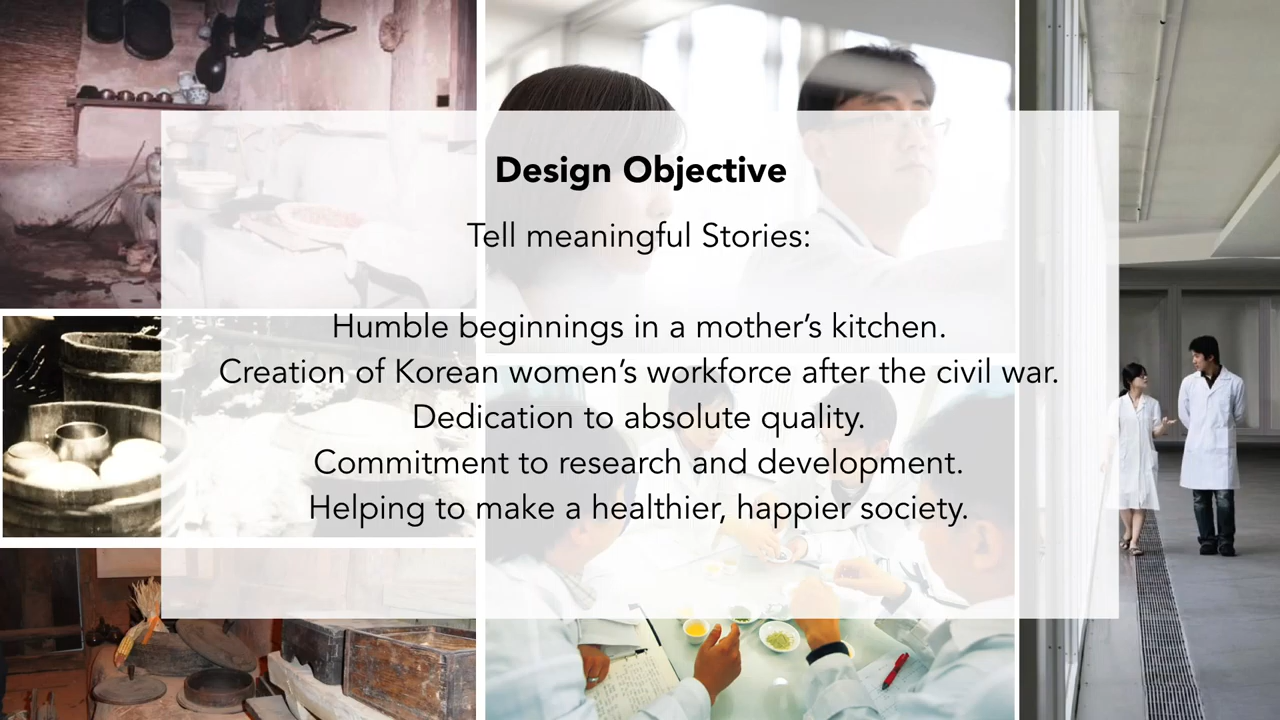 Design Objective
Tell meaningful Stories:
Humble beginnings in a mother’s kitchen.
Creation of Korean women’s workforce after the civil war.
Dedication to absolute quality.
Commitment to research and development.
Helping to make a healthier, happier society.